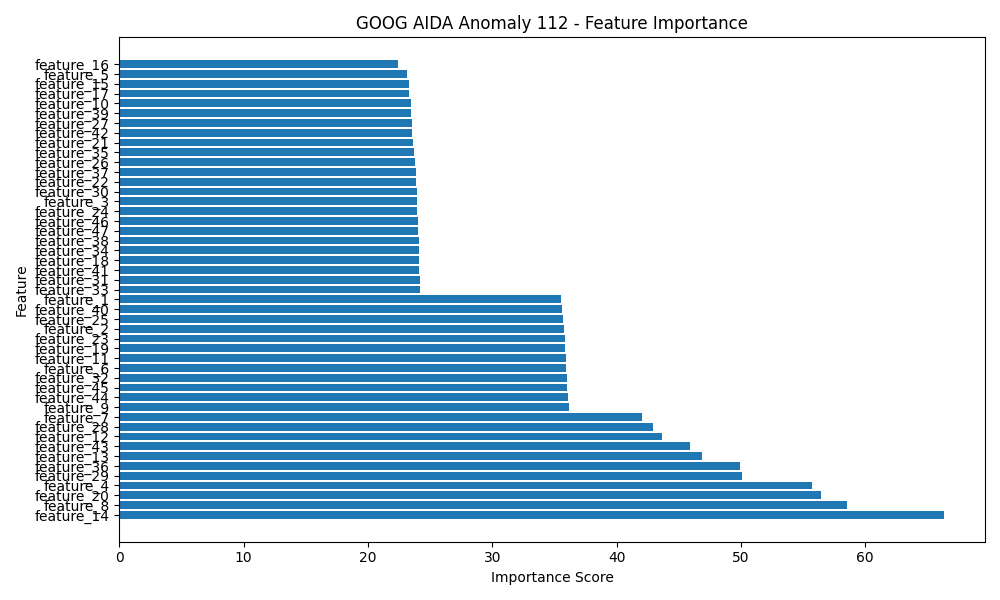 GOOG AIDA Anomaly 112 - Feature Importance
feature_16
feature_5
feature_15
feature_17
feature_10
feature_39
feature_27
feature_42
feature_21
feature_35
feature_26
feature_37
feature_22
feature_30
feature_3
feature_24
feature_46
feature_47
feature_38
feature_34
feature_18
feature_41
feature_31
feature_33
feature_1
feature_40
feature_25
feature_2
feature_23
feature_19
feature_11
feature_6
feature_32
feature_45
feature_44
feature_9
feature_7
feature_28
feature_12
feature_43
feature_13
feature_36
feature_29
feature_4
feature_20
feature_8
feature_14
Feature
0 10 20 30 40 50 60
Importance Score